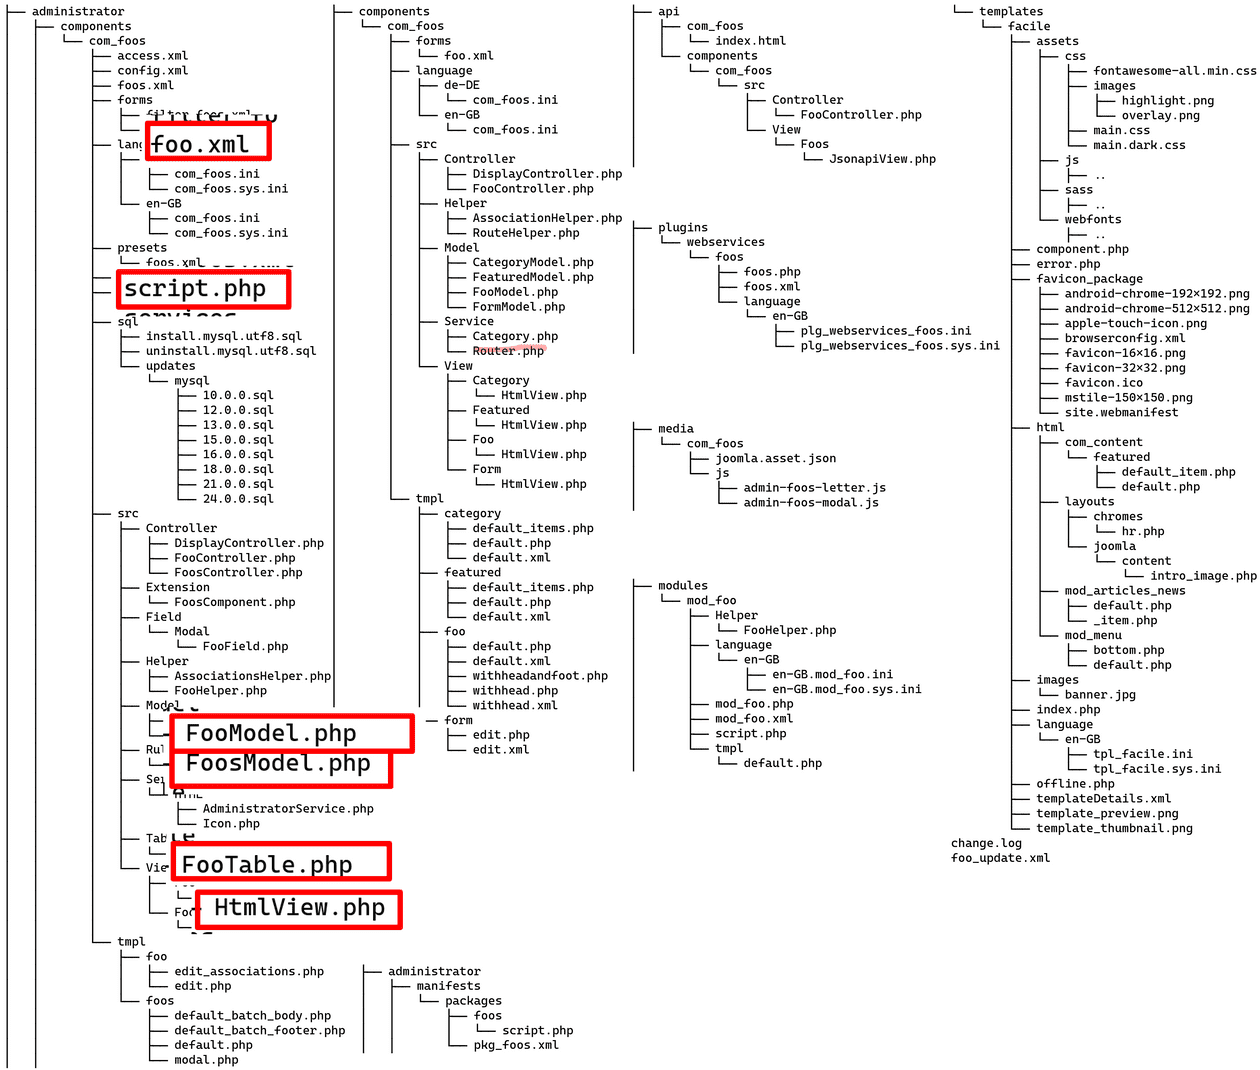 administrator
components
com_foos
access.xml
config.xml
foos.xml
forms
foo.xml
com_foos.ini
com_foos.sys.ini
en-GB
com_foos.ini
com_foos.sys.ini
presets
foos.xml
script.php
sql
install.mysql.utf8.sql
uninstall.mysql.utf8.sql
updates
mysql
10.0.0.sql
12.0.0.sql
13.0.0.sql
15.0.0.sql
16.0.0.sql
18.0.0.sql
21.0.0.sql
24.0.0.sql
src
Controller
DisplayController.php
FooController.php
FoosController.php
Extension
FoosComponent.php
Field
Modal
FooField.php
Helper
AssociationsHelper.php
FooHelper.php
Model
FooModel.php
FoosModel.php
AdministratorService.php
Icon.php
FooTable.php
HtmlView.php
tmpl
foo
edit_associations.php
edit.php
foos
default_batch_body.php
default_batch_footer.php
default.php
modal.php
components
com_foos
forms
foo.xml
language
de-DE
com_foos.ini
en-GB
com_foos.ini
src
Controller
DisplayController.php
FooController.php
Helper
AssociationHelper.php
RouteHelper.php
Model
CategoryModel.php
FeaturedModel.php
FooModel.php
FormModel.php
Service
Category.php
Router.php
View
Category
HtmlView.php
Featured
HtmlView.php
Foo
HtmlView.php
Form
HtmlView.php
tmpl
category
default_items.php
default.php
default.xml
featured
default_items.php
default.php
default.xml
foo
default.php
default.xml
withheadandfoot.php
withhead.php
withhead.xml
form
edit.php
edit.xml
administrator
manifests
packages
foos
script.php
pkg_foos.xml
api
com_foos
index.html
components
com_foos
src
Controller
FooController.php
View
Foos
JsonapiView.php
plugins
webservices
foos
foos.php
foos.xml
language
en-GB
plg_webservices_foos.ini
plg_webservices_foos.sys.ini
media
com_foos
joomla.asset.json
js
admin-foos-letter.js
admin-foos-modal.js
modules
mod_foo
Helper
FooHelper.php
language
en-GB
en-GB.mod_foo.ini
en-GB.mod_foo.sys.ini
mod_foo.php
mod_foo.xml
script.php
tmpl
default.php
templates
facile
assets
css
fontawesome-all.min.css
images
highlight.png
overlay.png
main.css
main.dark.css
js
..
sass
..
webfonts
..
component.php
error.php
favicon_package
android-chrome-192×192.png
android-chrome-512×512.png
apple-touch-icon.png
browserconfig.xml
favicon-16×16.png
favicon-32×32.png
favicon.ico
mstile-150×150.png
site.webmanifest
html
com_content
featured
default_item.php
default.php
layouts
chromes
hr.php
joomla
content
intro_image.php
mod_articles_news
default.php
_item.php
mod_menu
bottom.php
default.php
images
banner.jpg
index.php
language
en-GB
tpl_facile.ini
tpl_facile.sys.ini
offline.php
templateDetails.xml
template_preview.png
template_thumbnail.png
change.log
foo_update.xml